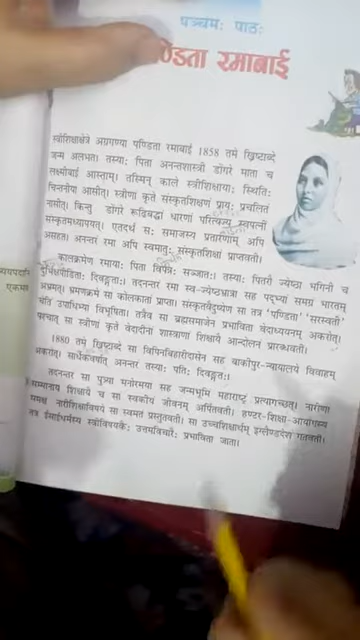 पञ्चमः पाठः
पण्डिता रमाबाई
स्त्रीशिक्षाक्षेत्रे अग्रगण्या पण्डिता रमाबाई 1858 तमे ख्रिष्टाब्दे
जन्म अलभत। तस्याः पिता अनन्तशास्त्री डोंगरे माता च
लक्ष्मीबाई आस्ताम्। तस्मिन् काले स्त्रीशिक्षायाः स्थितिः
चिन्तनीया आसीत्। स्त्रीणां कृते संस्कृतशिक्षणं प्रायः प्रचलितं
नासीत्। किन्तु डोंगरे रूढिबद्धां धारणां परित्यज्य स्वपत्नीं
संस्कृतमध्यापयत्। एतदर्थं सः समाजस्य प्रतारणाम् अपि
असहत। अनन्तरं रमा अपि स्वमातुः संस्कृतशिक्षां प्राप्तवती।
कालक्रमेण रमायाः पिता विपन्नः सञ्जातः। तस्याः पितरौ ज्येष्ठा भगिनी च
दुर्भिक्षपीडिताः दिवङ्गताः। तदनन्तरं रमा स्व-ज्येष्ठभ्रात्रा सह पद्भ्यां समग्रं भारतम्
अभ्रमत्। भ्रमणक्रमे सा कोलकातां प्राप्ता। संस्कृतवैदुष्येण सा तत्र 'पण्डिता' 'सरस्वती'
चेति उपाधिभ्यां विभूषिता। तत्रैव सा ब्रह्मसमाजेन प्रभाविता वेदाध्ययनम् अकरोत्।
पश्चात् सा स्त्रीणां कृते वेदादीनां शास्त्राणां शिक्षायै आन्दोलनं प्रारब्धवती।
1880 तमे ख्रिष्टाब्दे सा विपिनबिहारीदासेन सह बाकीपुर-न्यायालये विवाहम्
अकरोत्। सार्धैकवर्षात् अनन्तरं तस्याः पतिः दिवङ्गतः।
तदनन्तरं सा पुत्र्या मनोरमया सह जन्मभूमिं महाराष्ट्रं प्रत्यागच्छत्। नारीणां
सम्मानाय शिक्षायै च सा स्वकीयं जीवनम् अर्पितवती। हण्टर-शिक्षा-आयोगस्य
समक्षं नारीशिक्षाविषये सा स्वमतं प्रस्तुतवती। सा उच्चशिक्षार्थम् इंग्लैण्डदेशं गतवती।
तत्र ईसाईधर्मस्य स्त्रीविषयकैः उत्तमविचारैः प्रभाविता जाता।